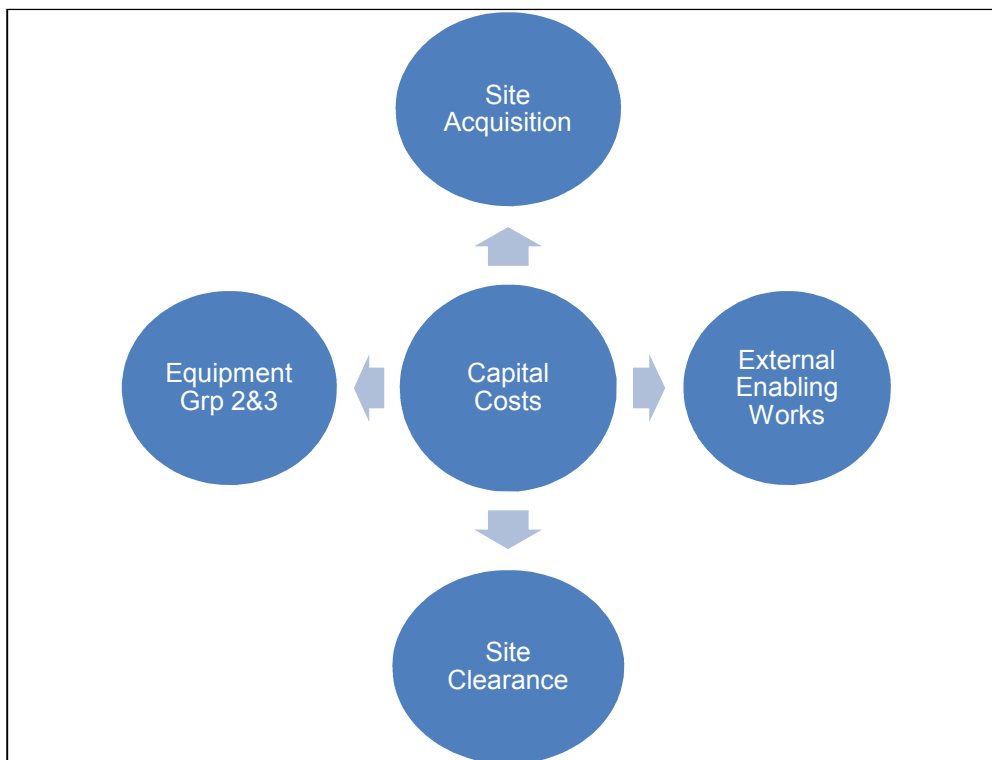 Site
Acquisition
Equipment
Grp 2&3
Capital
Costs
External
Enabling
Works
Site
Clearance